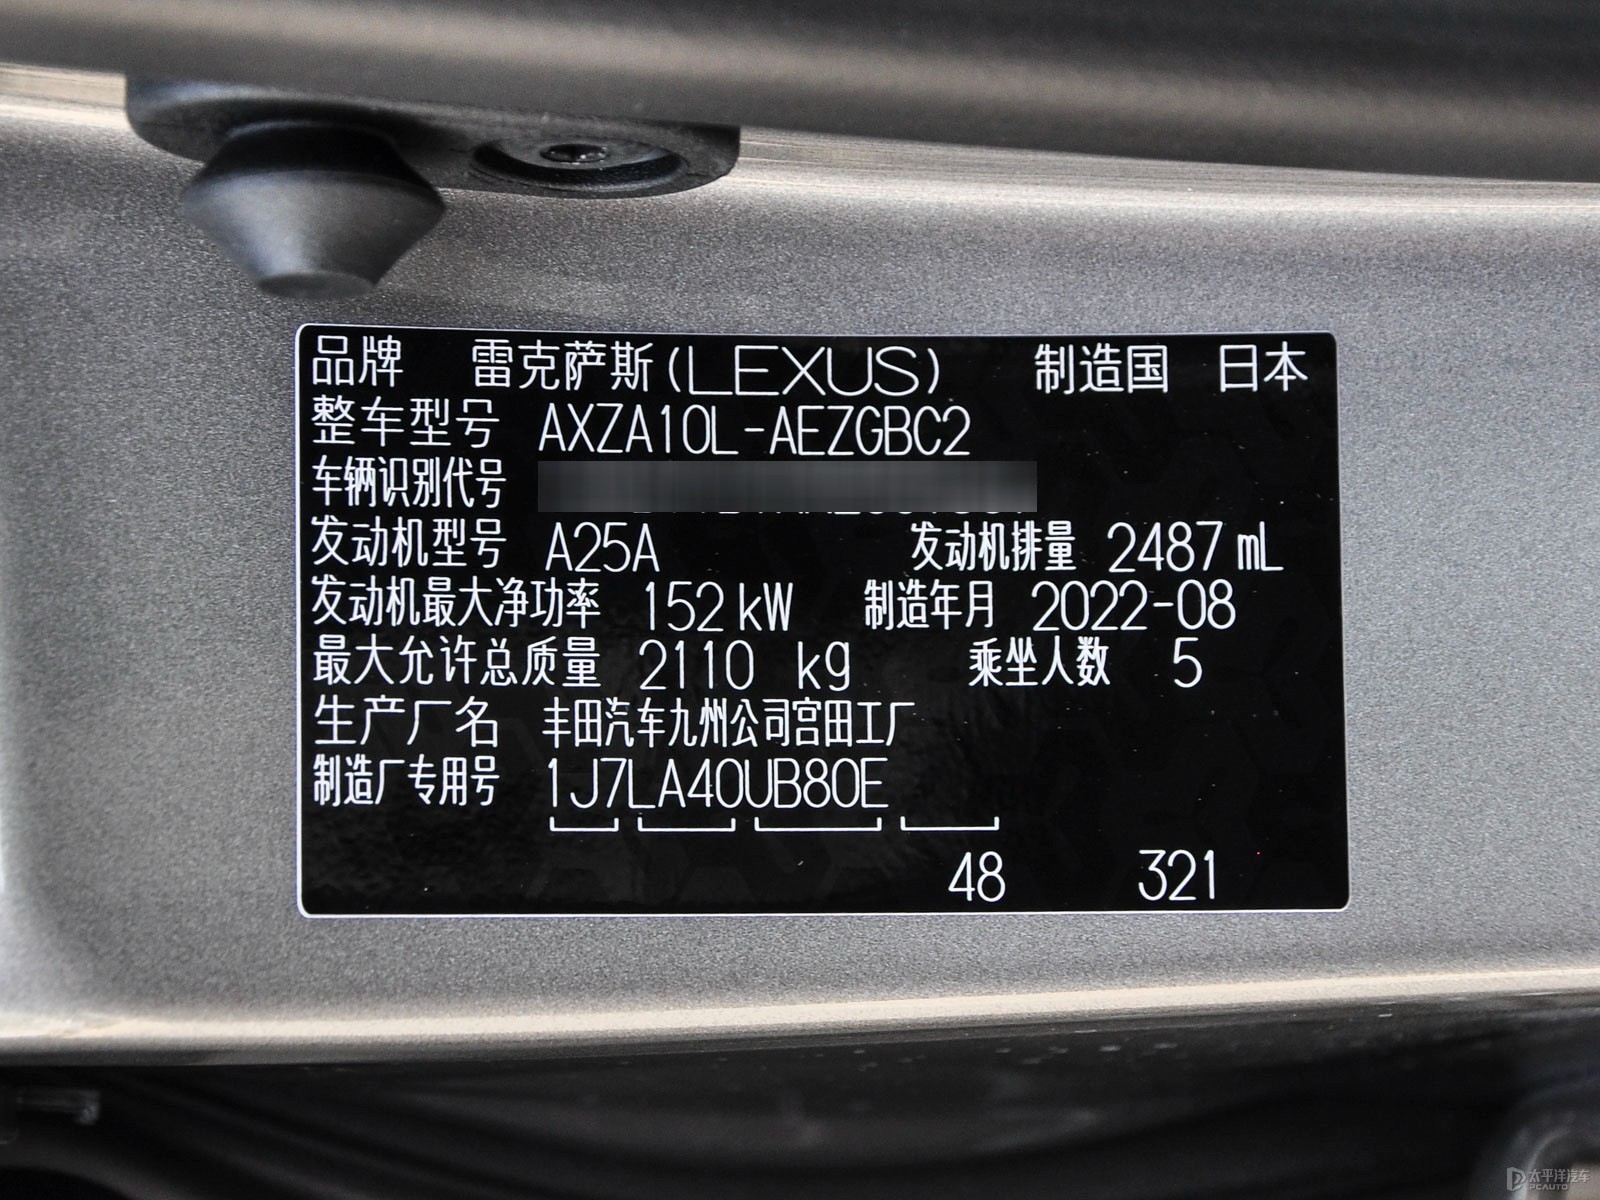 品牌 雷克萨斯(LEXUS) 制造国 日本
整车型号 AXZA10L-AEZGBC2
车辆识别代号
发动机型号 A25A 发动机排量 2487 mL
发动机最大净功率 152 kW 制造年月 2022-08
最大允许总质量 2110 kg 乘坐人数 5
生产厂名 丰田汽车九州公司宫田工厂
制造厂专用号 1J7LA40UB80E
48 321
太平洋汽车
PCAUTO